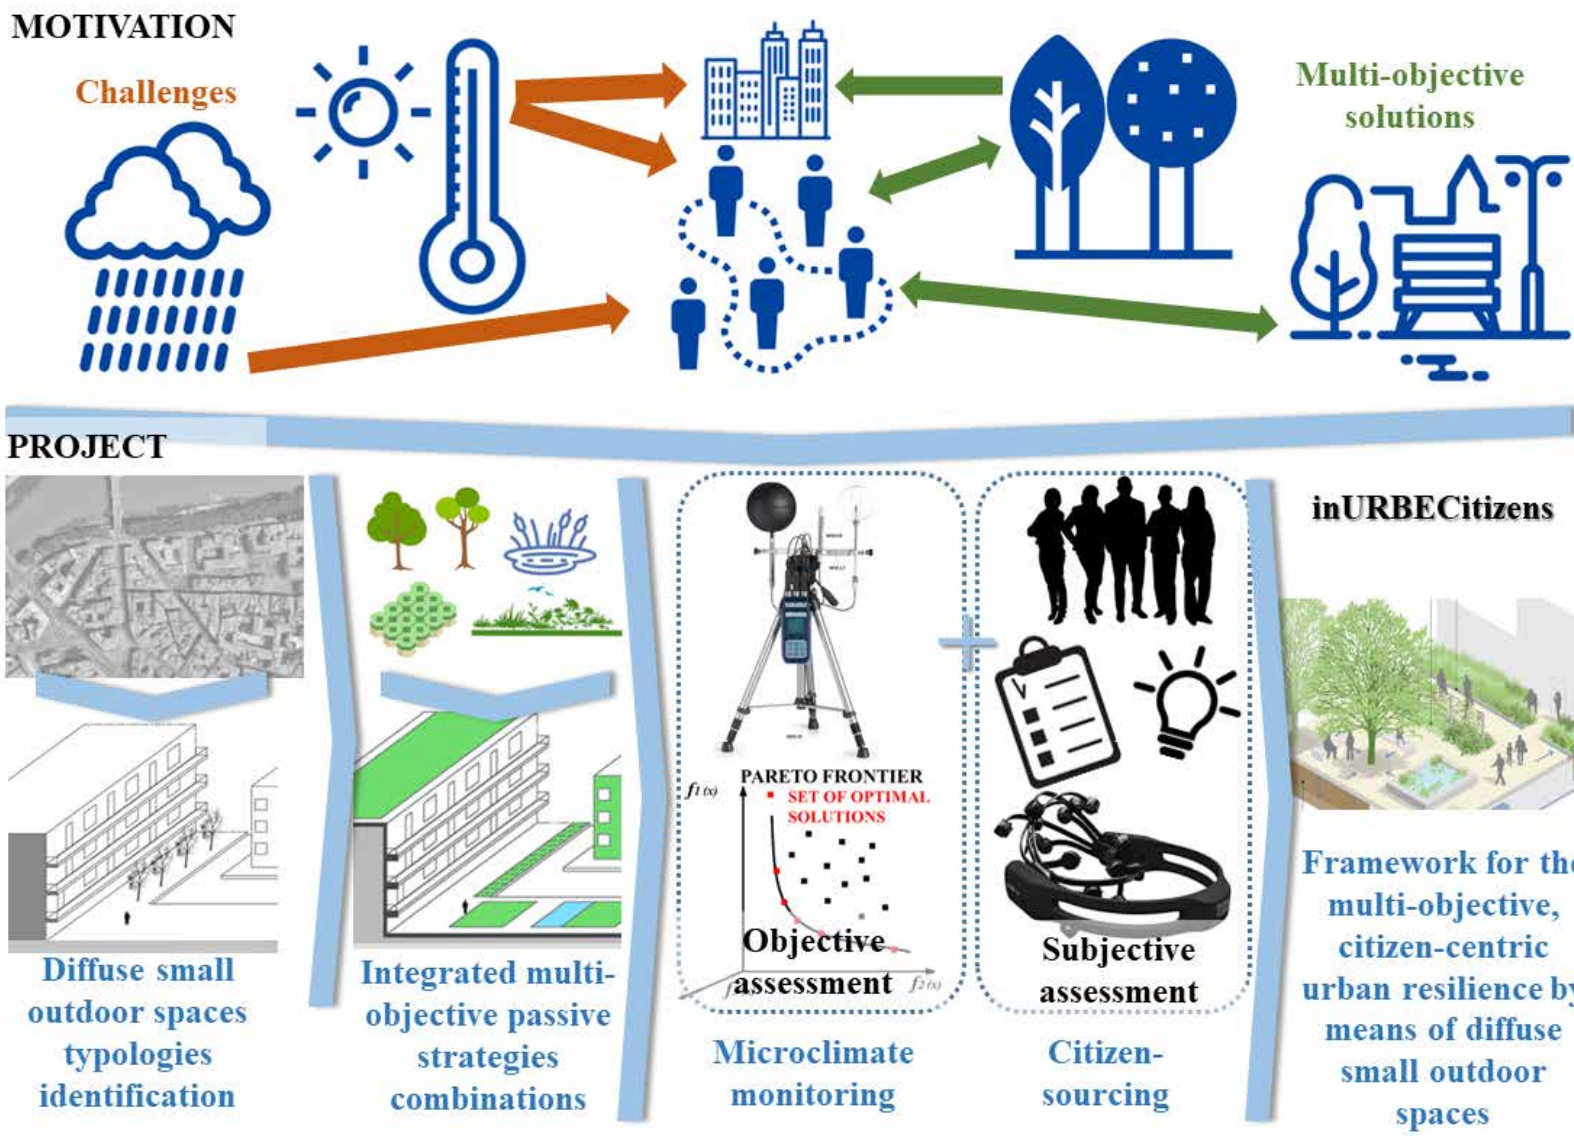 MOTIVATION
Challenges
Multi-objective
solutions
PROJECT
Diffuse small
outdoor spaces
typologies
identification
Integrated multi-
objective passive
strategies
combinations
PARETO FRONTIER
f1 (x)
SET OF OPTIMAL
SOLUTIONS
Objective
assessment
f2 (x)
Microclimate
monitoring
+
Subjective
assessment
Citizen-
sourcing
inURBECitizens
Framework for the
multi-objective,
citizen-centric
urban resilience by
means of diffuse
small outdoor
spaces